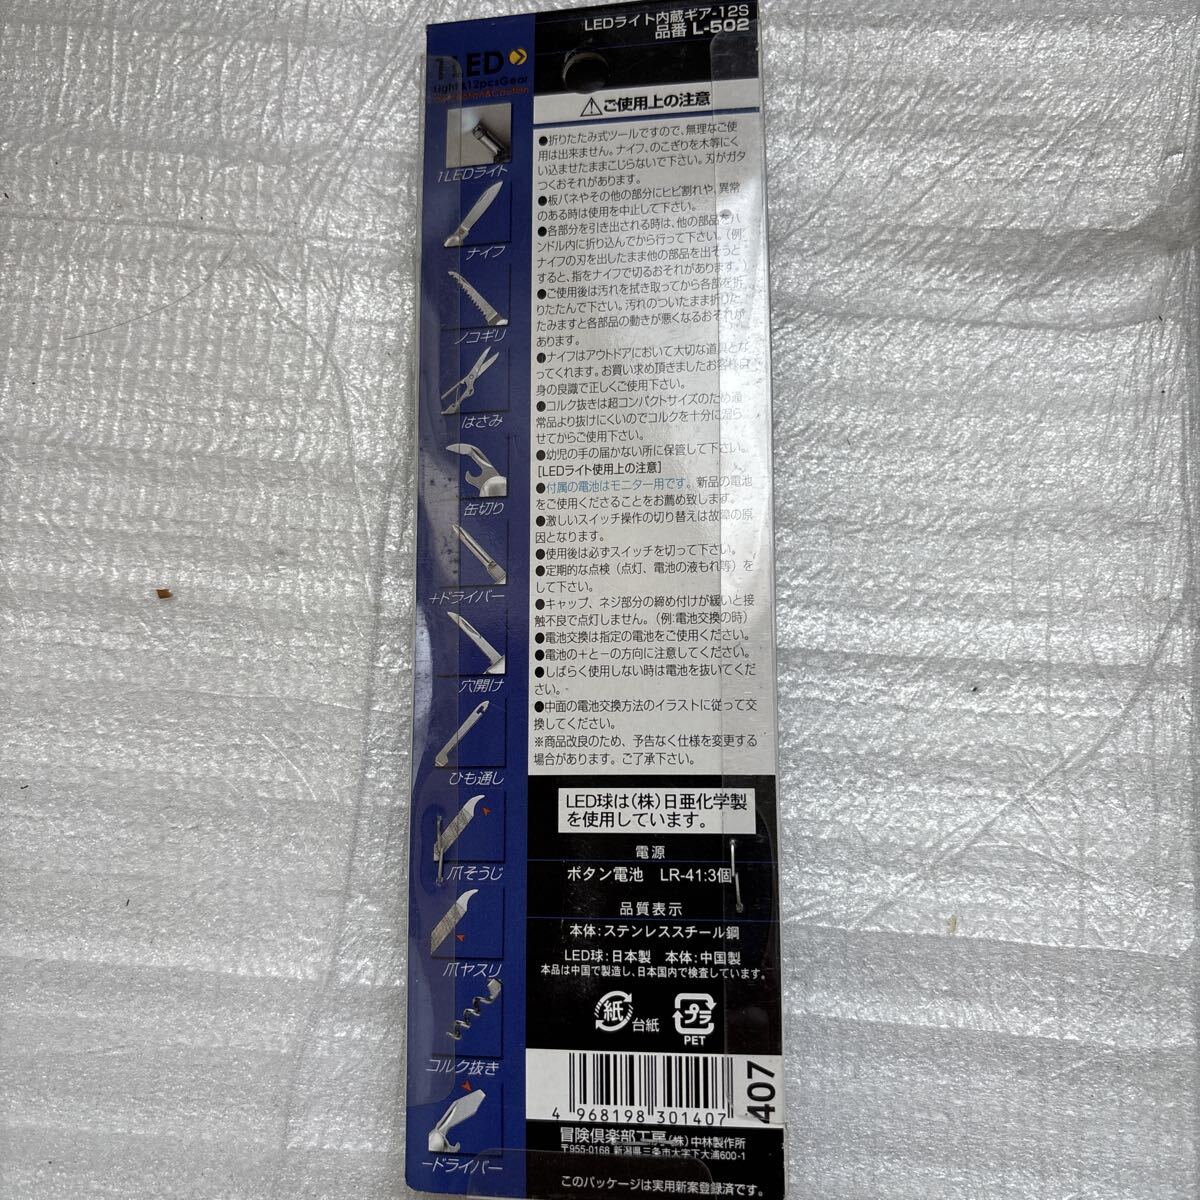 LEDライト内蔵ギア-12S
品番 L-502
1LED
Light&12pcsGear
1LEDライト
ナイフ
ノコギリ
はさみ
缶切り
+ドライバー
穴開け
ひも通し
爪そうじ
爪ヤスリ
コルク抜き
-ドライバー
⚠ご使用上の注意
●折りたたみ式ツールですので、無理なご使
用は出来ません。ナイフ、のこぎりを木等にく
い込ませたままこじらないで下さい。刃がガタ
つくおそれがあります。
●板バネやその他の部分にヒビ割れや、異常
のある時は使用を中止して下さい。
●各部分を引き出される時は、他の部品をハ
ンドル内に折り込んでから行って下さい。(例:
ナイフの刃を出したまま他の部品を出そうと
すると、指をナイフで切るおそれがあります。)
●ご使用後は汚れを拭き取ってから各部を折
りたたんで下さい。汚れのついたまま折りた
たみますと各部品の動きが悪くなるおそれが
あります。
●ナイフはアウトドアにおいて大切な道具とな
ってくれます。お買い求め頂きましたお客様自
身の良識で正しくご使用下さい。
●コルク抜きは超コンパクトサイズのため通
常品より抜けにくいのでコルクを十分に湿ら
せてからご使用下さい。
●幼児の手の届かない所に保管して下さい。
[LEDライト使用上の注意]
●付属の電池はモニター用です。新品の電池
をご使用くださることをお薦め致します。
●激しいスイッチ操作の切り替えは故障の原
因となります。
●使用後は必ずスイッチを切って下さい。
●定期的な点検(点灯、電池の液もれ等)を
して下さい。
●キャップ、ネジ部分の締め付けが緩いと接
触不良で点灯しません。(例:電池交換の時)
●電池交換は指定の電池をご使用ください。
●電池の+と-の方向に注意してください。
●しばらく使用しない時は電池を抜いてくだ
さい。
●中面の電池交換方法のイラストに従って交
換してください。
※商品改良のため、予告なく仕様を変更する
場合があります。ご了承下さい。
LED球は(株)日亜化学製
を使用しています。
電源
ボタン電池 LR-41:3個
品質表示
本体:ステンレススチール鋼
LED球:日本製 本体:中国製
本品は中国で製造し、日本国内で検査しています。
紙 台紙
プラ
PET
4 968198 301407
407
冒険倶楽部工房(株)中林製作所
〒955-0168 新潟県三条市大字下大浦600-1
このパッケージは実用新案登録済です。